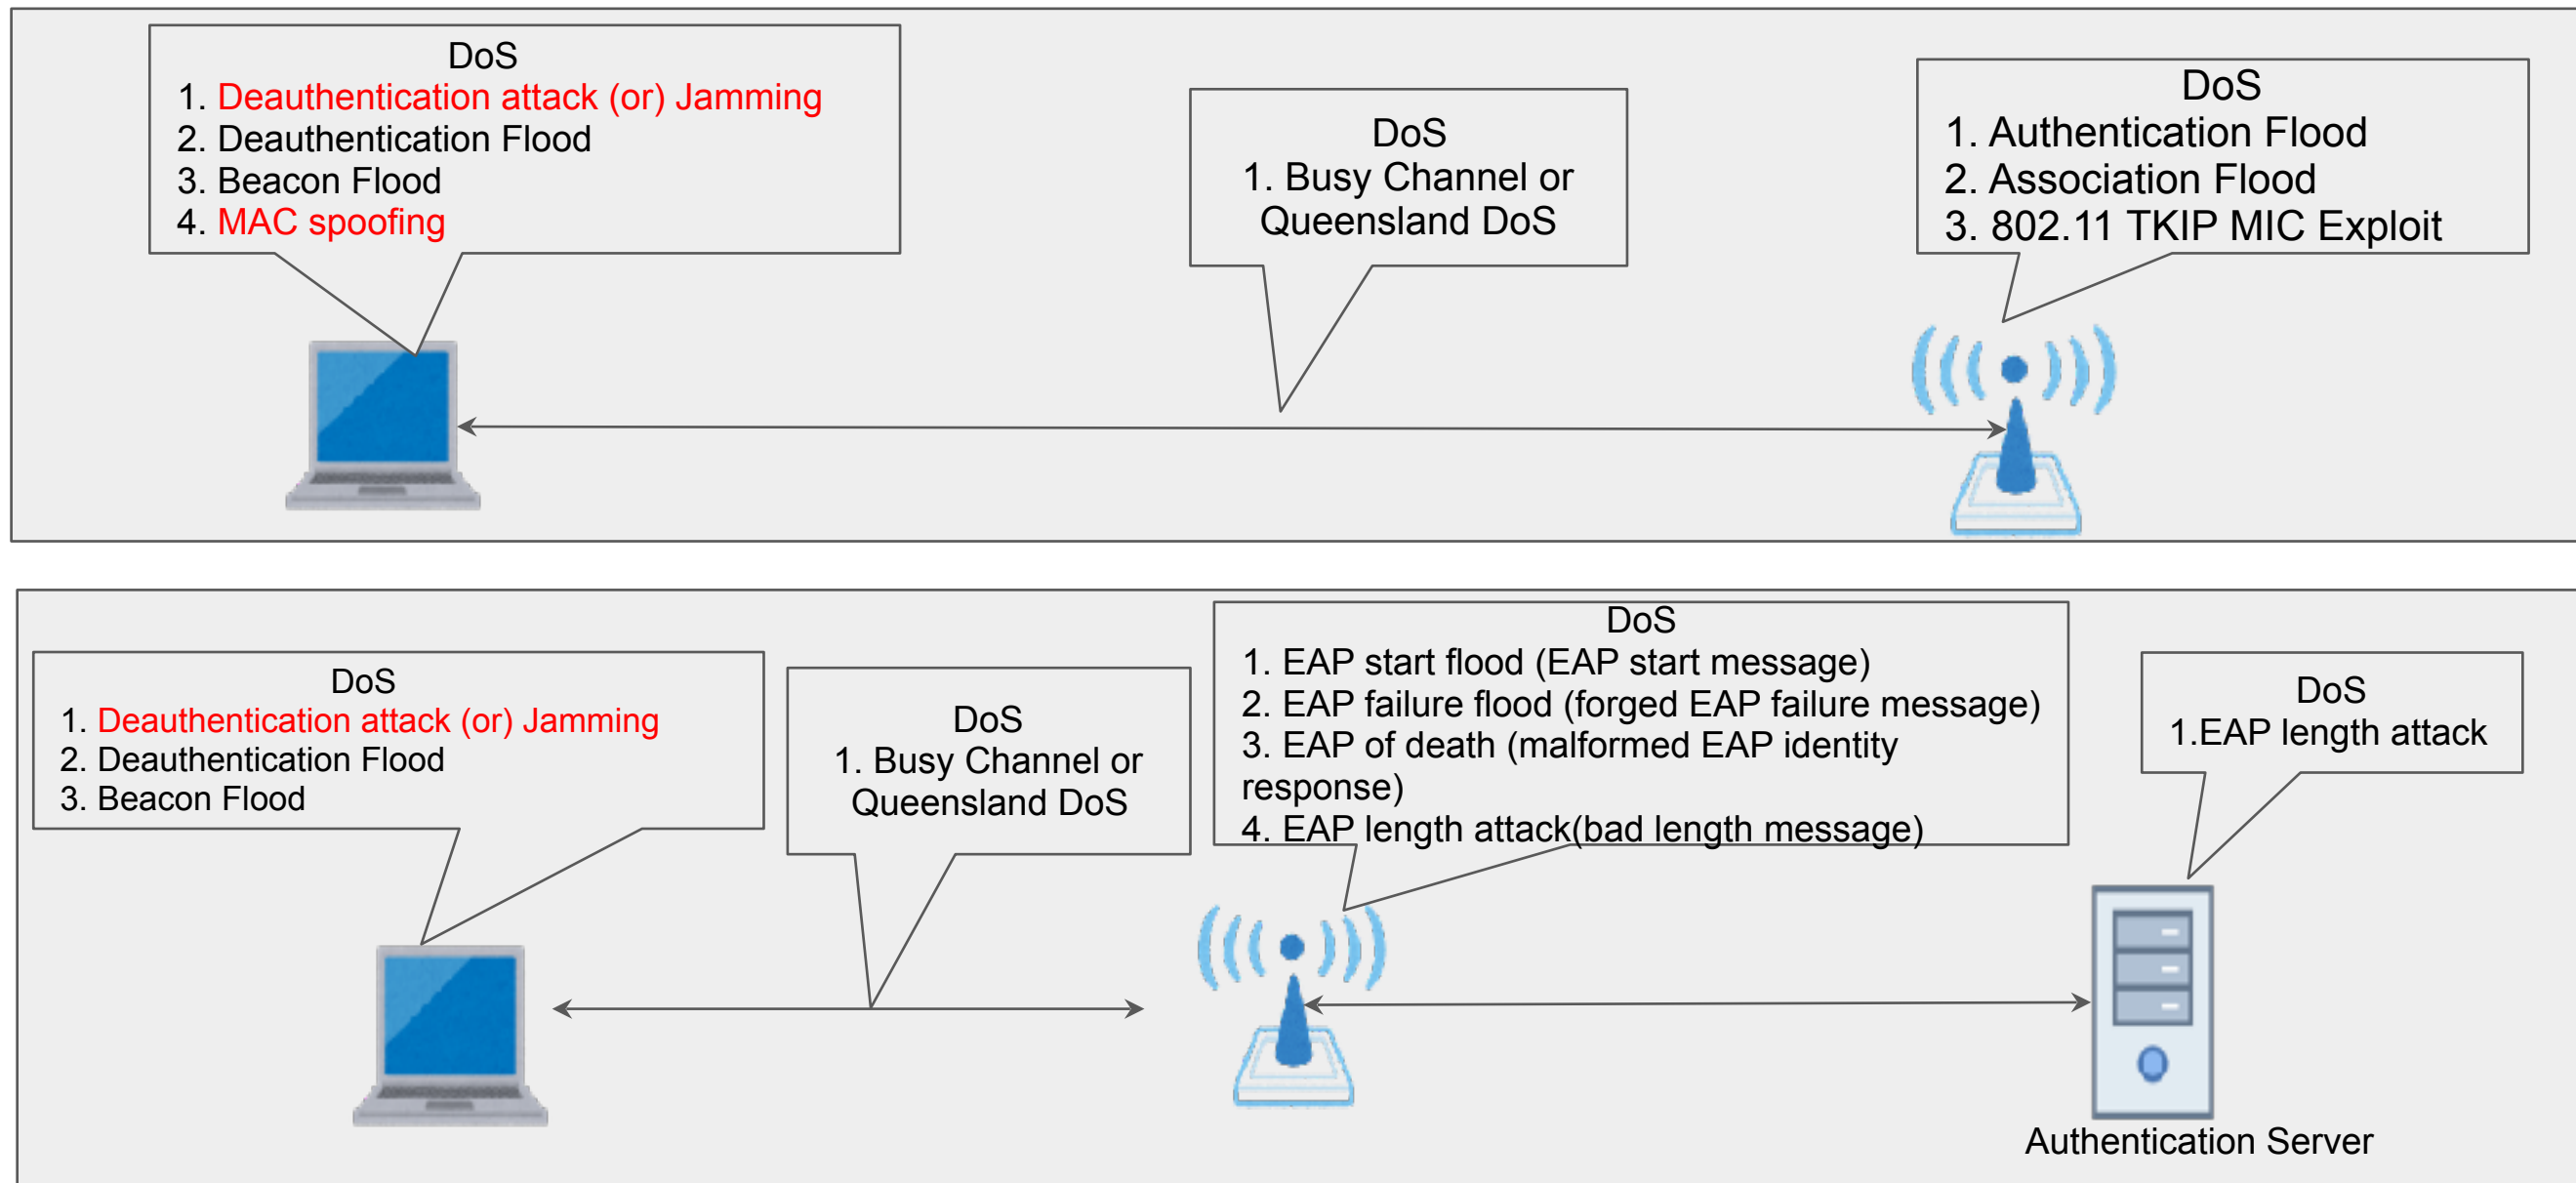 DoS
1. Deauthentication attack (or) Jamming
2. Deauthentication Flood
3. Beacon Flood
4. MAC spoofing
DoS
1. Busy Channel or
Queensland DoS
DoS
1. Authentication Flood
2. Association Flood
3. 802.11 TKIP MIC Exploit
DoS
1. Deauthentication attack (or) Jamming
2. Deauthentication Flood
3. Beacon Flood
DoS
1. Busy Channel or
Queensland DoS
DoS
1. EAP start flood (EAP start message)
2. EAP failure flood (forged EAP failure message)
3. EAP of death (malformed EAP identity
response)
4. EAP length attack(bad length message)
DoS
1.EAP length attack
Authentication Server